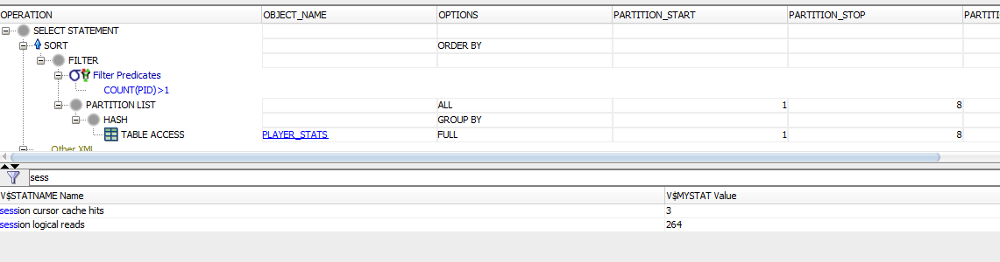 OPERATION OBJECT_NAME OPTIONS PARTITION_START PARTITION_STOP PARTITI
SELECT STATEMENT
SORT ORDER BY
FILTER
Filter Predicates
COUNT(PID)>1
PARTITION LIST ALL 1 8
HASH GROUP BY
TABLE ACCESS PLAYER_STATS FULL 1 8
Other XML
sess
V$STATNAME Name V$MYSTAT Value
session cursor cache hits 3
session logical reads 264